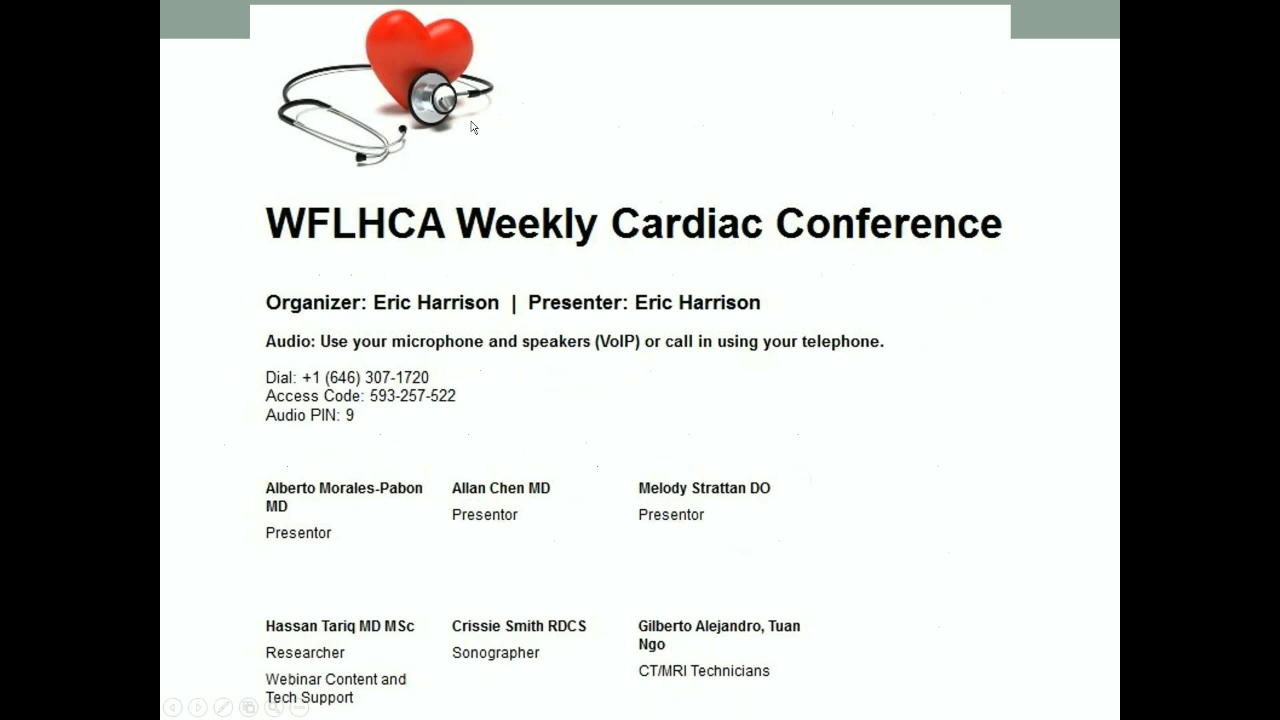 WFLHCA Weekly Cardiac Conference
Organizer: Eric Harrison | Presenter: Eric Harrison
Audio: Use your microphone and speakers (VoIP) or call in using your telephone.
Dial: +1 (646) 307-1720
Access Code: 593-257-522
Audio PIN: 9
Alberto Morales-Pabon
MD
Presentor
Allan Chen MD
Presentor
Melody Strattan DO
Presentor
Hassan Tariq MD MSc
Researcher
Webinar Content and
Tech Support
Crissie Smith RDCS
Sonographer
Gilberto Alejandro, Tuan
Ngo
CT/MRI Technicians